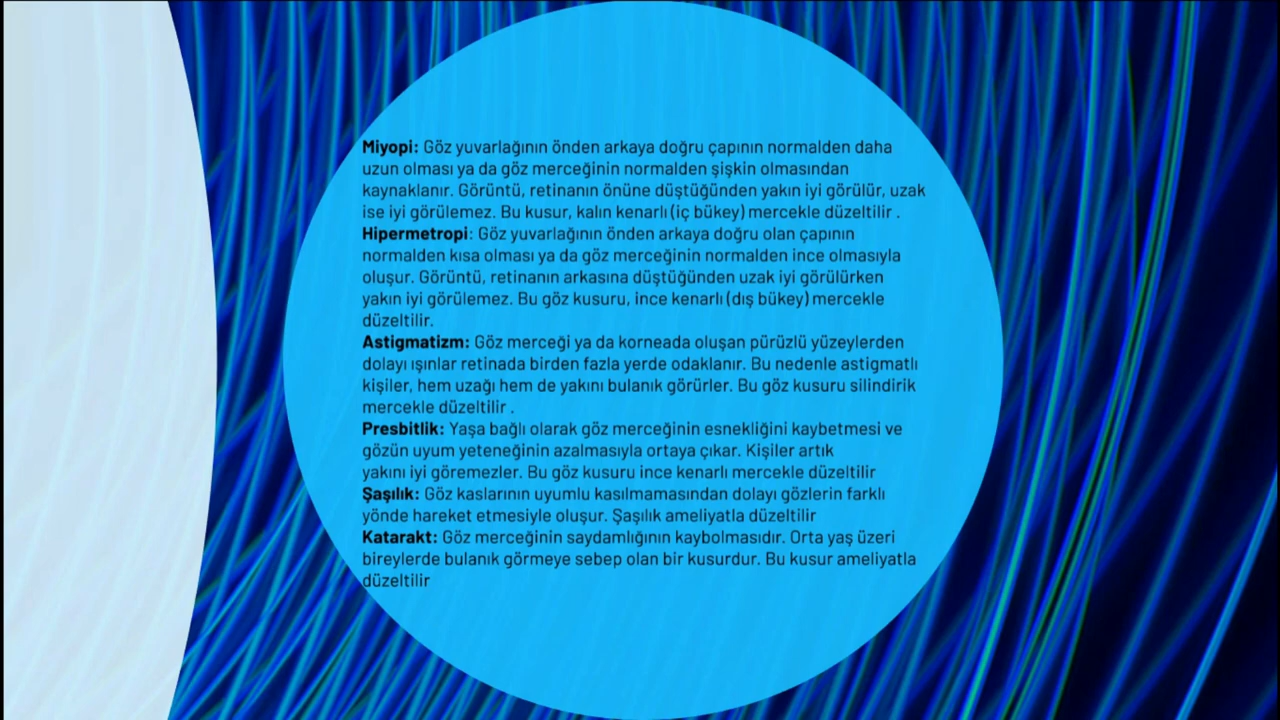 Miyopi: Göz yuvarlağının önden arkaya doğru çapının normalden daha
uzun olması ya da göz merceğinin normalden şişkin olmasından
kaynaklanır. Görüntü, retinanın önüne düştüğünden yakın iyi görülür, uzak
ise iyi görülemez. Bu kusur, kalın kenarlı (iç bükey) mercekle düzeltilir .
Hipermetropi: Göz yuvarlağının önden arkaya doğru olan çapının
normalden kısa olması ya da göz merceğinin normalden ince olmasıyla
oluşur. Görüntü, retinanın arkasına düştüğünden uzak iyi görülürken
yakın iyi görülemez. Bu göz kusuru, ince kenarlı (dış bükey) mercekle
düzeltilir.
Astigmatizm: Göz merceği ya da korneada oluşan pürüzlü yüzeylerden
dolayı ışınlar retinada birden fazla yerde odaklanır. Bu nedenle astigmatlı
kişiler, hem uzağı hem de yakını bulanık görürler. Bu göz kusuru silindirik
mercekle düzeltilir .
Presbitlik: Yaşa bağlı olarak göz merceğinin esnekliğini kaybetmesi ve
gözün uyum yeteneğinin azalmasıyla ortaya çıkar. Kişiler artık
yakını iyi göremezler. Bu göz kusuru ince kenarlı mercekle düzeltilir
Şaşılık: Göz kaslarının uyumlu kasılmamasından dolayı gözlerin farklı
yönde hareket etmesiyle oluşur. Şaşılık ameliyatla düzeltilir
Katarakt: Göz merceğinin saydamlığının kaybolmasıdır. Orta yaş üzeri
bireylerde bulanık görmeye sebep olan bir kusurdur. Bu kusur ameliyatla
düzeltilir